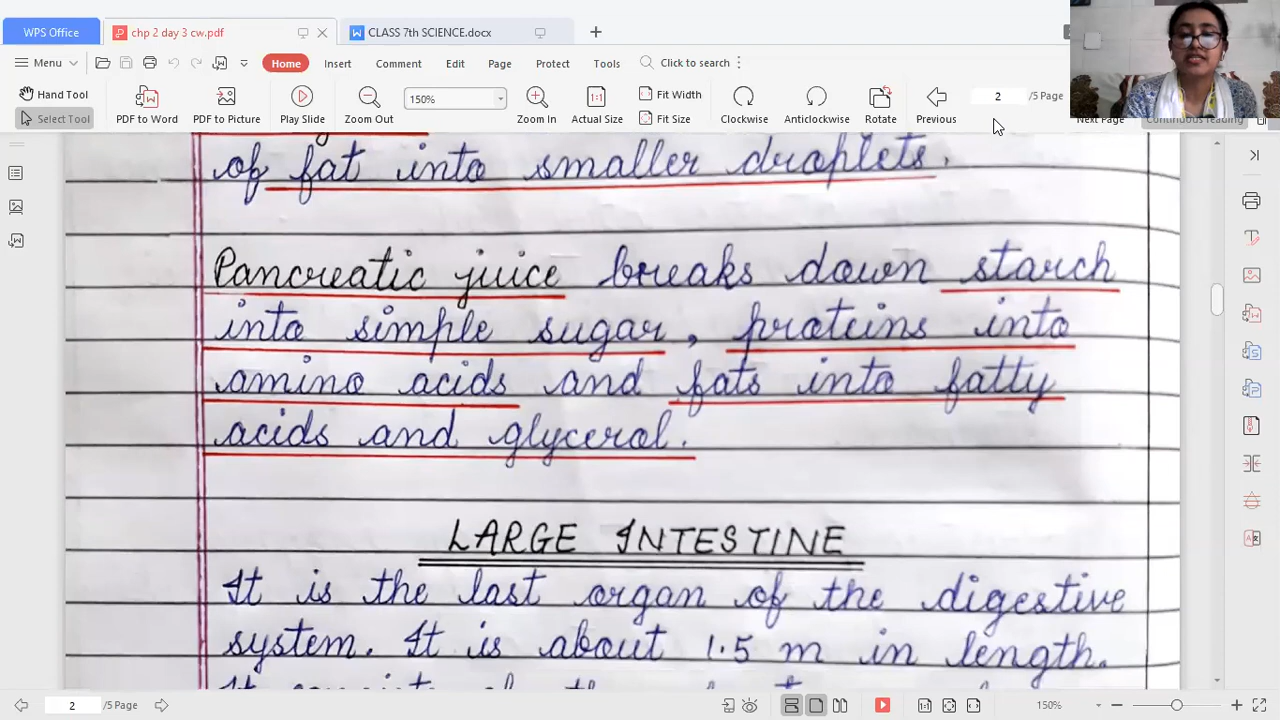 WPS Office
chp 2 day 3 cw.pdf
CLASS 7th SCIENCE.docx
Menu
Home
Insert
Comment
Edit
Page
Protect
Tools
Click to search
Hand Tool
Select Tool
PDF to Word
PDF to Picture
Play Slide
Zoom Out
150%
Zoom In
Actual Size
Fit Width
Fit Size
Clockwise
Anticlockwise
Rotate
Previous
2 /5 Page
Next Page
Continuous reading
of fat into smaller droplets.
Pancreatic juice breaks down starch
into simple sugar, proteins into
amino acids and fats into fatty
acids and glycerol.
LARGE INTESTINE
It is the last organ of the digestive
system. It is about 1.5 m in length.
2 /5 Page
150%